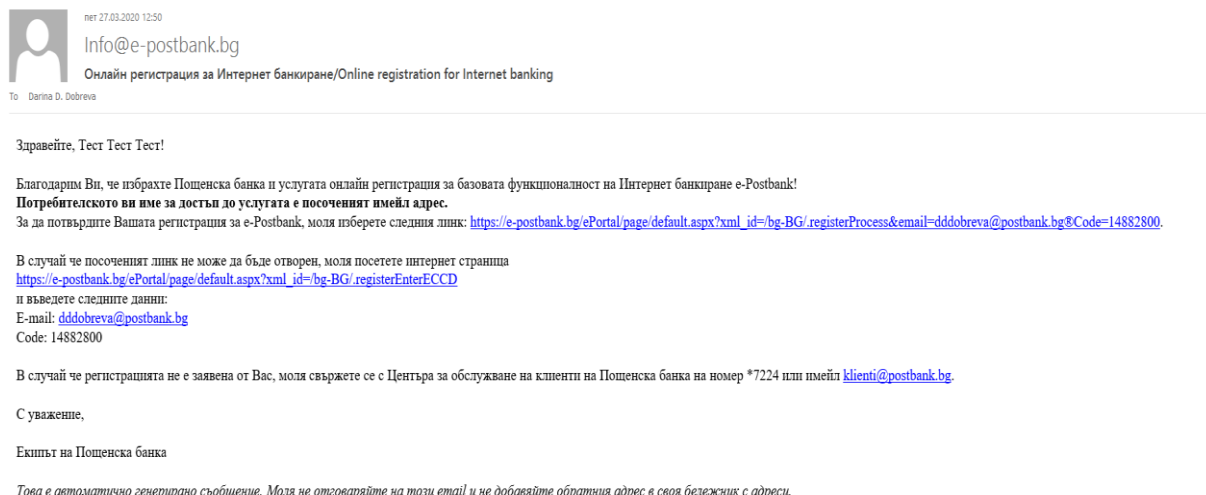 пет 27.03.2020 12:50
Info@e-postbank.bg
Онлайн регистрация за Интернет банкиране/Online registration for Internet banking
To Darina D. Dobreva
Здравейте, Тест Тест Тест!
Благодарим Ви, че избрахте Пощенска банка и услугата онлайн регистрация за базовата функционалност на Интернет банкиране e-Postbank!
Потребителското ви име за достъп до услугата е посоченият имейл адрес.
За да потвърдите Вашата регистрация за e-Postbank, моля изберете следния линк: https://e-postbank.bg/ePortal/page/default.aspx?xml_id=/bg-BG/.registerProcess&email=dddobreva@postbank.bg®Code=14882800.
В случай че посоченият линк не може да бъде отворен, моля посетете интернет страница
https://e-postbank.bg/ePortal/page/default.aspx?xml_id=/bg-BG/.registerEnterECCD
и въведете следните данни:
E-mail: dddobreva@postbank.bg
Code: 14882800
В случай че регистрацията не е заявена от Вас, моля свържете се с Центъра за обслужване на клиенти на Пощенска банка на номер *7224 или имейл klienti@postbank.bg.
С уважение,
Екипът на Пощенска банка
Това е автоматично генерирано съобщение. Моля не отговаряйте на този email и не добавяйте обратния адрес в своя бележник с адреси.